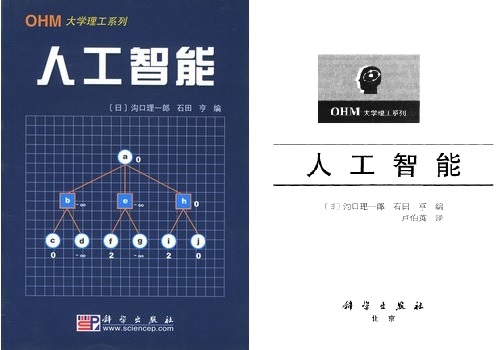 OHM 大学理工系列
人工智能
〔日〕沟口理一郎 石田 亨 编
a 0
b -∞ e -∞ h 0
c d f g i j
0 -∞ 2 -∞ 2 0
SP 科学出版社
www.sciencep.com
OHM 大学理工系列
人工智能
〔日〕沟口理一郎 石田 亨 编
卢伯英 译
科学出版社
北京